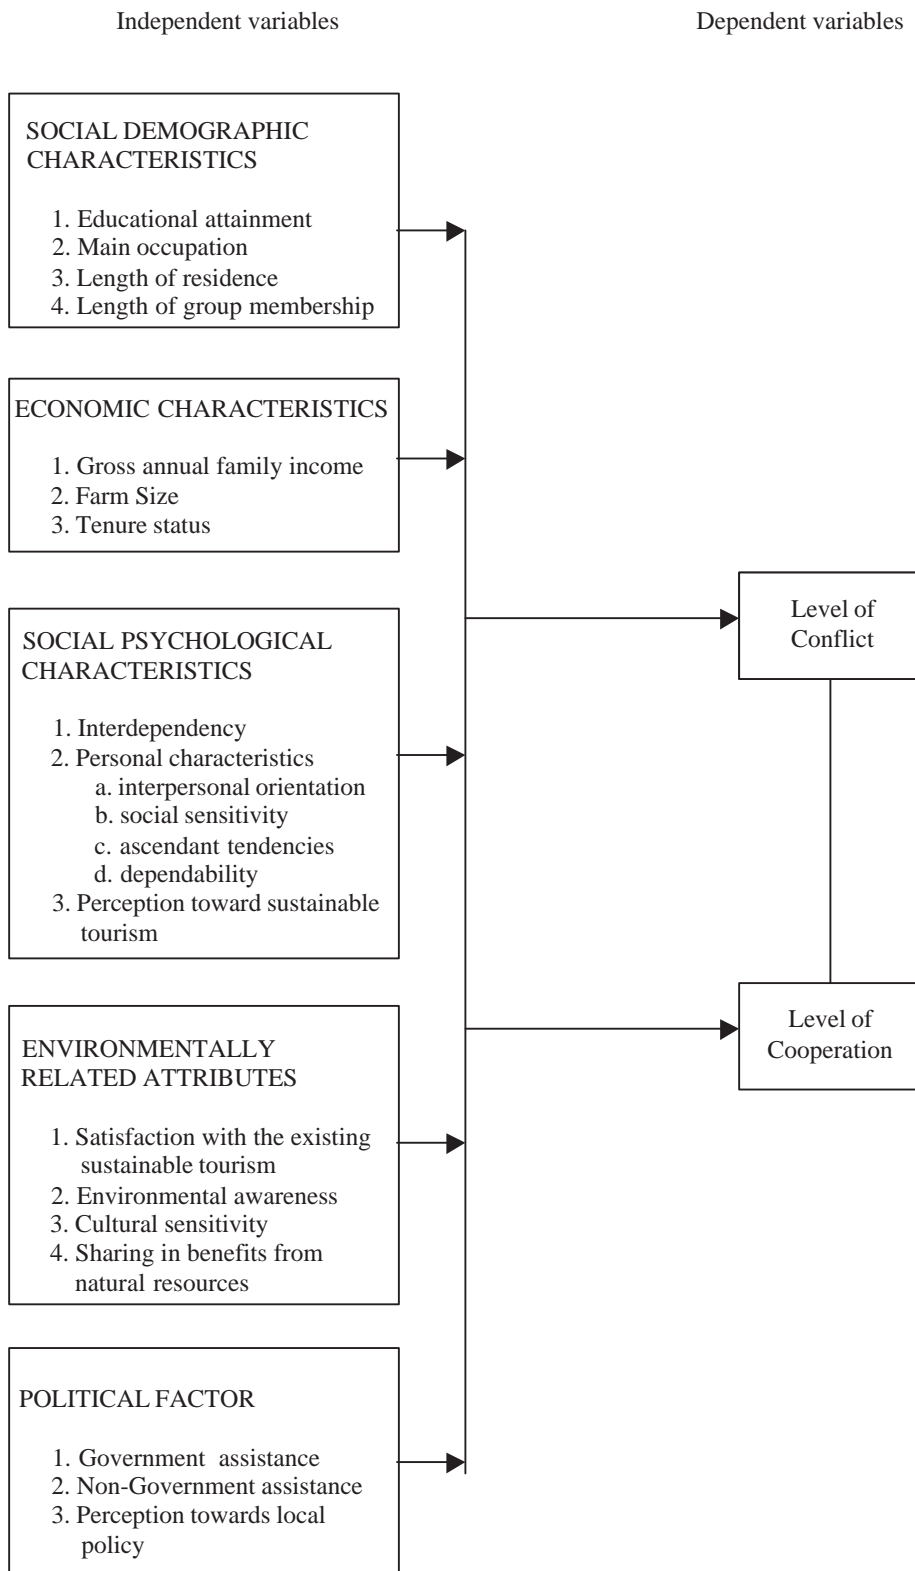 Independent variables
Dependent variables
SOCIAL DEMOGRAPHIC
CHARACTERISTICS
1. Educational attainment
2. Main occupation
3. Length of residence
4. Length of group membership
ECONOMIC CHARACTERISTICS
1. Gross annual family income
2. Farm Size
3. Tenure status
SOCIAL PSYCHOLOGICAL
CHARACTERISTICS
1. Interdependency
2. Personal characteristics
a. interpersonal orientation
b. social sensitivity
c. ascendant tendencies
d. dependability
3. Perception toward sustainable
tourism
ENVIRONMENTALLY
RELATED ATTRIBUTES
1. Satisfaction with the existing
sustainable tourism
2. Environmental awareness
3. Cultural sensitivity
4. Sharing in benefits from
natural resources
POLITICAL FACTOR
1. Government assistance
2. Non-Government assistance
3. Perception towards local
policy
Level of
Conflict
Level of
Cooperation